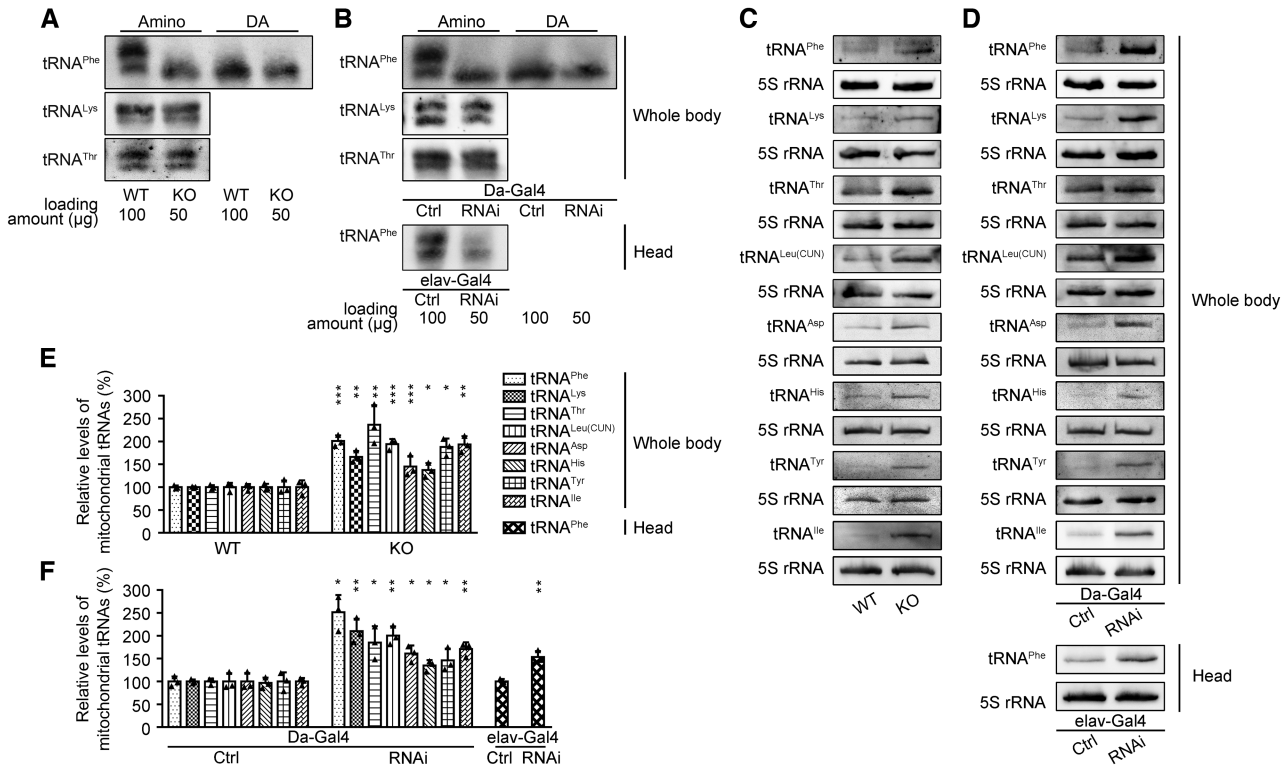 A
Amino DA
tRNAPhe
tRNALys
tRNAThr
WT KO WT KO
loading
amount (µg) 100 50 100 50
B
Amino DA
tRNAPhe
tRNALys
tRNAThr
Whole body
Da-Gal4
Ctrl RNAi Ctrl RNAi
tRNAPhe
Head
elav-Gal4
Ctrl RNAi
loading
amount (µg) 100 50 100 50
C
tRNAPhe
5S rRNA
tRNALys
5S rRNA
tRNAThr
5S rRNA
tRNALeu(CUN)
5S rRNA
tRNAAsp
5S rRNA
tRNAHis
5S rRNA
tRNATyr
5S rRNA
tRNAIle
5S rRNA
WT KO
D
tRNAPhe
5S rRNA
tRNALys
5S rRNA
tRNAThr
5S rRNA
tRNALeu(CUN)
5S rRNA
tRNAAsp
5S rRNA
tRNAHis
5S rRNA
tRNATyr
5S rRNA
tRNAIle
5S rRNA
Whole body
Da-Gal4
Ctrl RNAi
tRNAPhe
5S rRNA
Head
elav-Gal4
Ctrl RNAi
E
Relative levels of
mitochondrial tRNAs (%)
300
250
200
150
100
50
0
*** ** ** *** *** * * **
WT KO
tRNAPhe
tRNALys
tRNAThr
tRNALeu(CUN)
tRNAAsp
tRNAHis
tRNATyr
tRNAIle
Whole body
tRNAPhe
Head
F
Relative levels of
mitochondrial tRNAs (%)
300
250
200
150
100
50
0
* ** * ** * * * ** **
Da-Gal4 elav-Gal4
Ctrl RNAi Ctrl RNAi